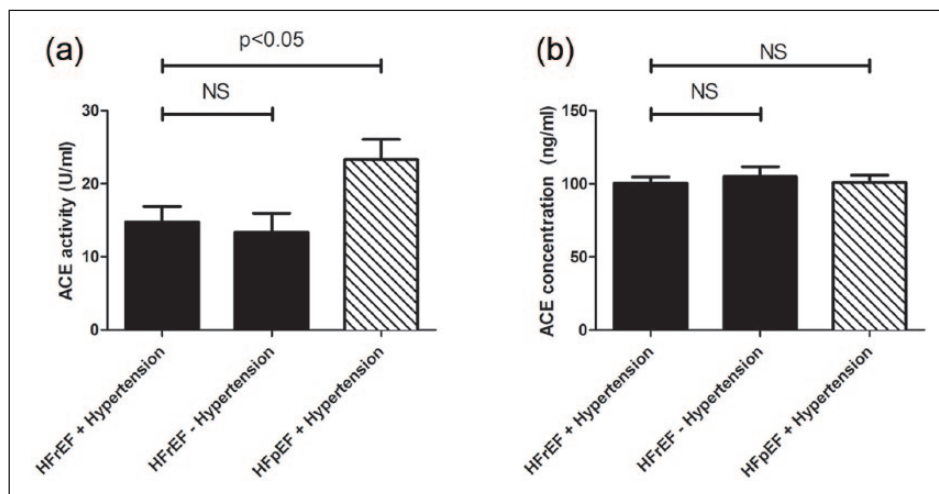 (a)
p<0.05
NS
ACE activity (U/ml)
30
20
10
0
HFrEF + Hypertension
HFrEF - Hypertension
HFpEF + Hypertension
(b)
NS
NS
ACE concentration (ng/ml)
150
100
50
0
HFrEF + Hypertension
HFrEF - Hypertension
HFpEF + Hypertension